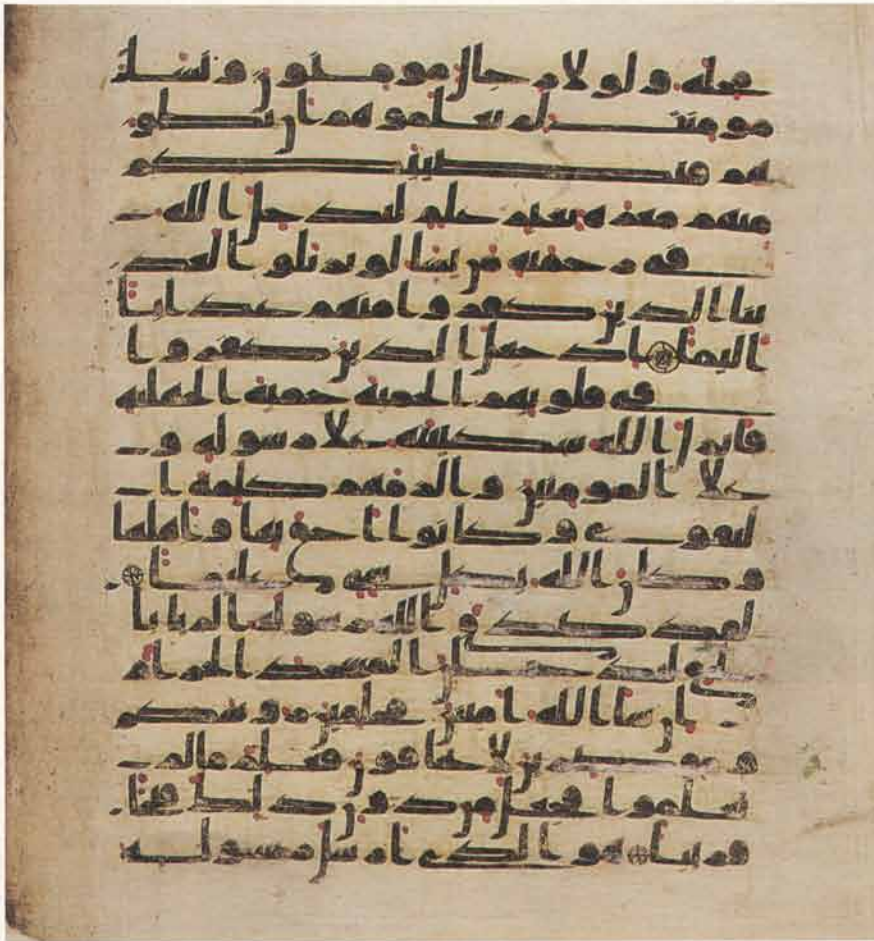 محله ولولا رجال مومنون ونسا
مومنت لم تعلموهم ان تطو
هم فتصيبكم
منهم معرة بغير علم ليدخل الله
في رحمته من يشا لو تزيلوا لعذ
بنا الذين كفروا منهم عذابا
اليما اذ جعل الذين كفروا
في قلوبهم الحمية حمية الجهلية
فانزل الله سكينته علا رسوله و
علا المومنين والزمهم كلمة ا
لتقوى وكانوا احق بها واهلها
وكان الله بكل شي عليما
لقد صدق الله رسوله الريا با
لحق لتدخلن المسجد الحرام
ان شا الله امنين محلقين روسكم
ومقصرين لا تخافون فعلم ما لم
تعلموا فجعل من دون ذلك فتحا
قريبا هو الذي ارسل رسوله